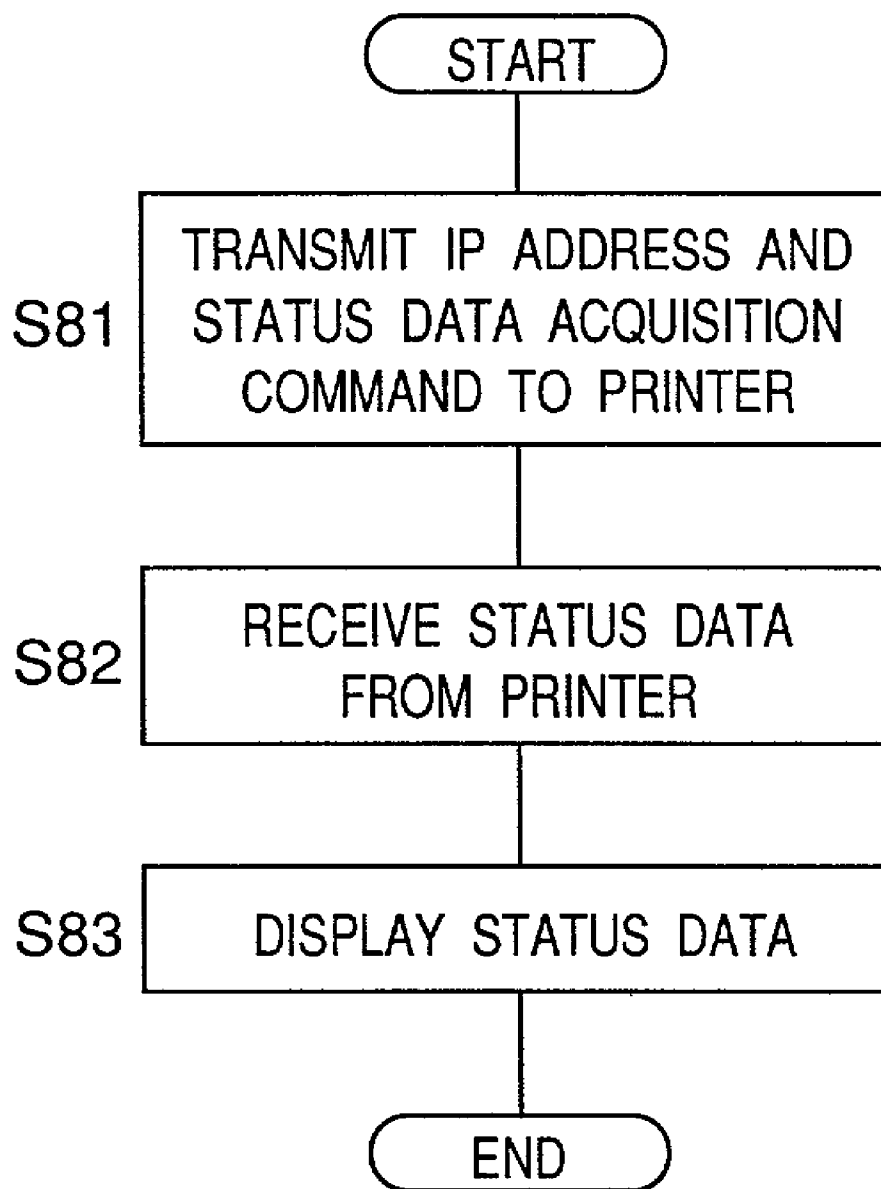 START
S81
TRANSMIT IP ADDRESS AND
STATUS DATA ACQUISITION
COMMAND TO PRINTER
S82
RECEIVE STATUS DATA
FROM PRINTER
S83
DISPLAY STATUS DATA
END